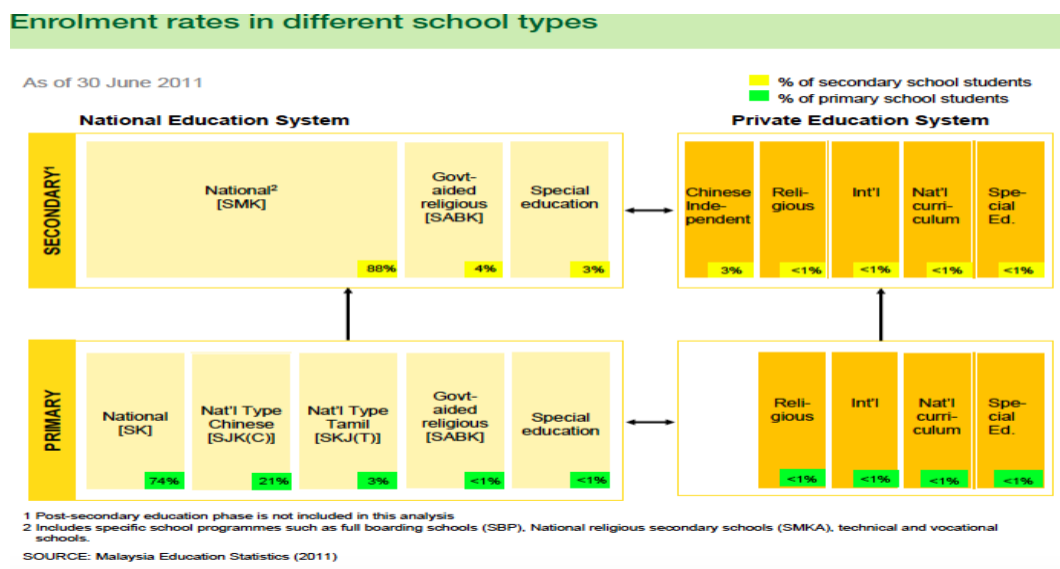 Enrolment rates in different school types
As of 30 June 2011
% of secondary school students
% of primary school students
National Education System
Private Education System
SECONDARY¹
National²
[SMK]
88%
Govt-
aided
religious
[SABK]
4%
Special
education
3%
Chinese
Inde-
pendent
3%
Reli-
gious
<1%
Int'l
<1%
Nat'l
curri-
culum
<1%
Spe-
cial
Ed.
<1%
PRIMARY
National
[SK]
74%
Nat'l Type
Chinese
[SJK(C)]
21%
Nat'l Type
Tamil
[SKJ(T)]
3%
Govt-
aided
religious
[SABK]
<1%
Special
education
<1%
Reli-
gious
<1%
Int'l
<1%
Nat'l
curri-
culum
<1%
Spe-
cial
Ed.
<1%
1 Post-secondary education phase is not included in this analysis
2 Includes specific school programmes such as full boarding schools (SBP), National religious secondary schools (SMKA), technical and vocational
schools.
SOURCE: Malaysia Education Statistics (2011)